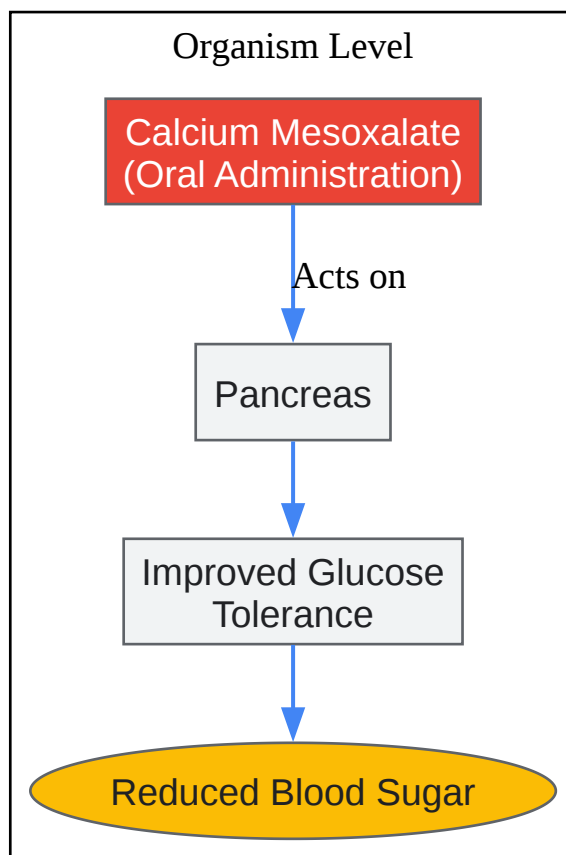 Organism Level
Calcium Mesoxalate
(Oral Administration)
Acts on
Pancreas
Improved Glucose
Tolerance
Reduced Blood Sugar